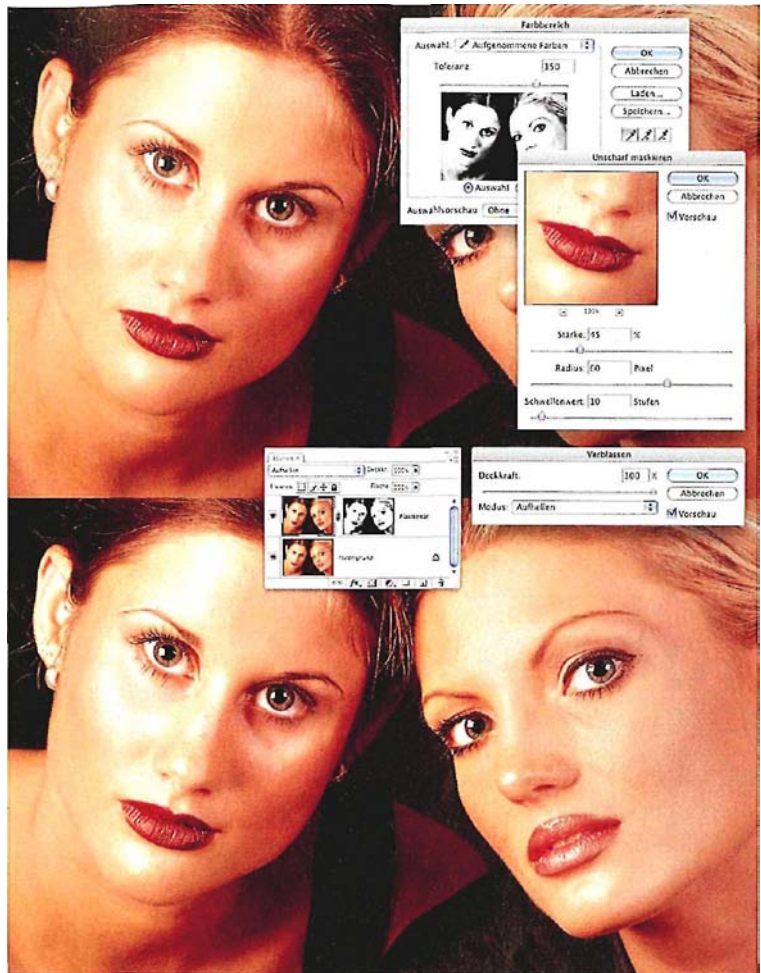 Farbbereich
Auswahl: Aufgenommene Farben
OK
Toleranz: 150
Abbrechen
Laden...
Speichern...
Auswahl
Auswahlvorschau Ohne
Unscharf maskieren
OK
Abbrechen
Vorschau
100%
Stärke: 45 %
Radius: 60 Pixel
Schwellenwert: 10 Stufen
Aufhellen
Deckkr. 100%
Fläche 100%
Verblassen
Deckkraft: 100 %
OK
Abbrechen
Modus: Aufhellen
Vorschau